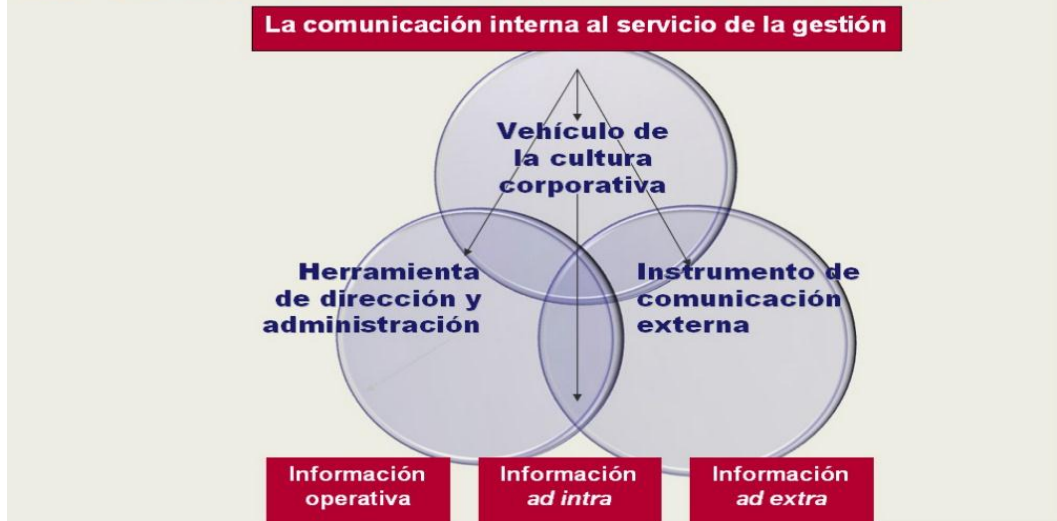 La comunicación interna al servicio de la gestión
Vehículo de
la cultura
corporativa
Herramienta
de dirección y
administración
Instrumento de
comunicación
externa
Información
operativa
Información
ad intra
Información
ad extra